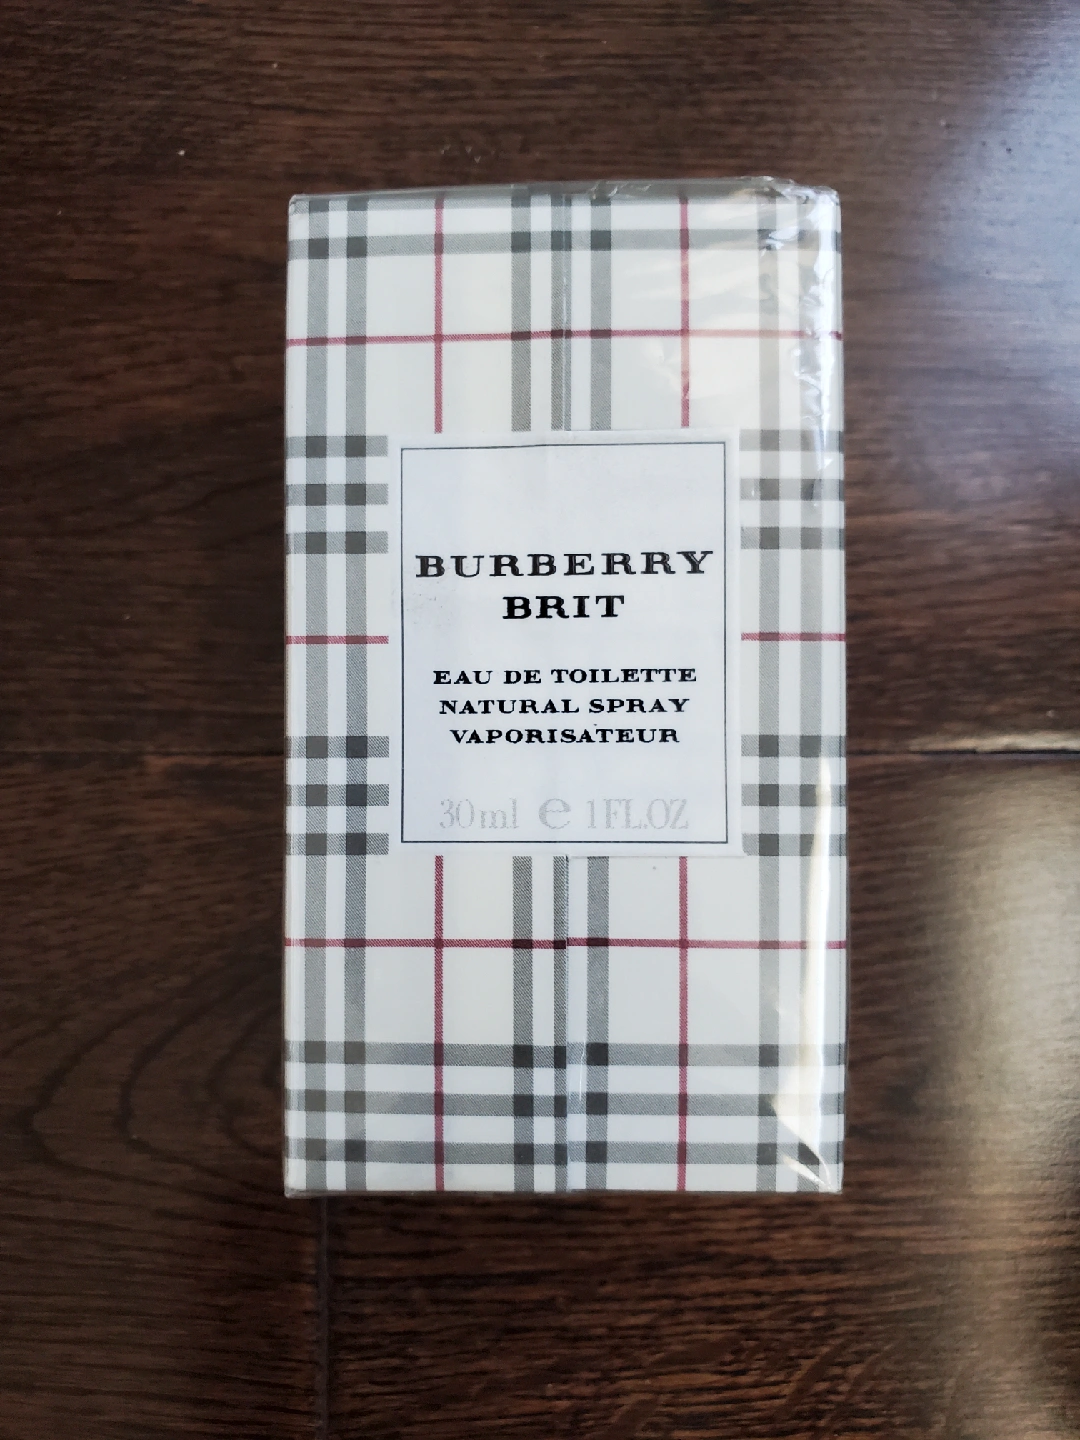 BURBERRY
BRIT
EAU DE TOILETTE
NATURAL SPRAY
VAPORISATEUR
30ml e 1FL.OZ